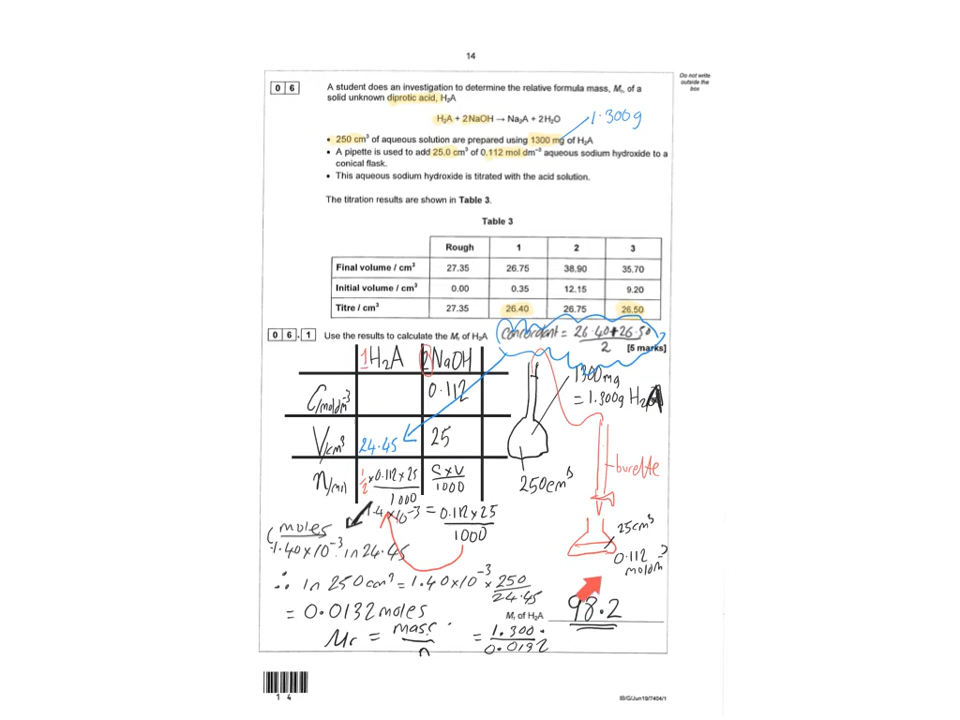 14
Do not write
outside the
box
0 6
A student does an investigation to determine the relative formula mass, Mr, of a
solid unknown diprotic acid, H₂A
H₂A + 2NaOH → Na₂A + 2H₂O
1.300g
• 250 cm³ of aqueous solution are prepared using 1300 mg of H₂A
• A pipette is used to add 25.0 cm³ of 0.112 mol dm⁻³ aqueous sodium hydroxide to a
conical flask.
• This aqueous sodium hydroxide is titrated with the acid solution.
The titration results are shown in Table 3.
Table 3
Rough 1 2 3
Final volume / cm³ 27.35 26.75 38.90 35.70
Initial volume / cm³ 0.00 0.35 12.15 9.20
Titre / cm³ 27.35 26.40 26.75 26.50
0 6 . 1 Use the results to calculate the Mr of H₂A
Concordant = 26.40+26.50
2
[5 marks]
1H₂A 2NaOH
C/moldm⁻³ 0.112
V/cm³ 24.45 25
n/mol 1/2 × 0.112 × 25 / 1000 C×V / 1000
1300mg
= 1.300g H₂A
250cm³
burette
1.4×10⁻³ = 0.112 × 25
1000
25cm³
0.112
moldm⁻³
(moles
1.40×10⁻³ in 24.45
∴ in 250cm³ = 1.40×10⁻³ × 250
24.45
= 0.0132 moles
Mr of H₂A 98.2
Mr = mass / n = 1.300 / 0.0132
1 4
IB/G/Jun19/7404/1